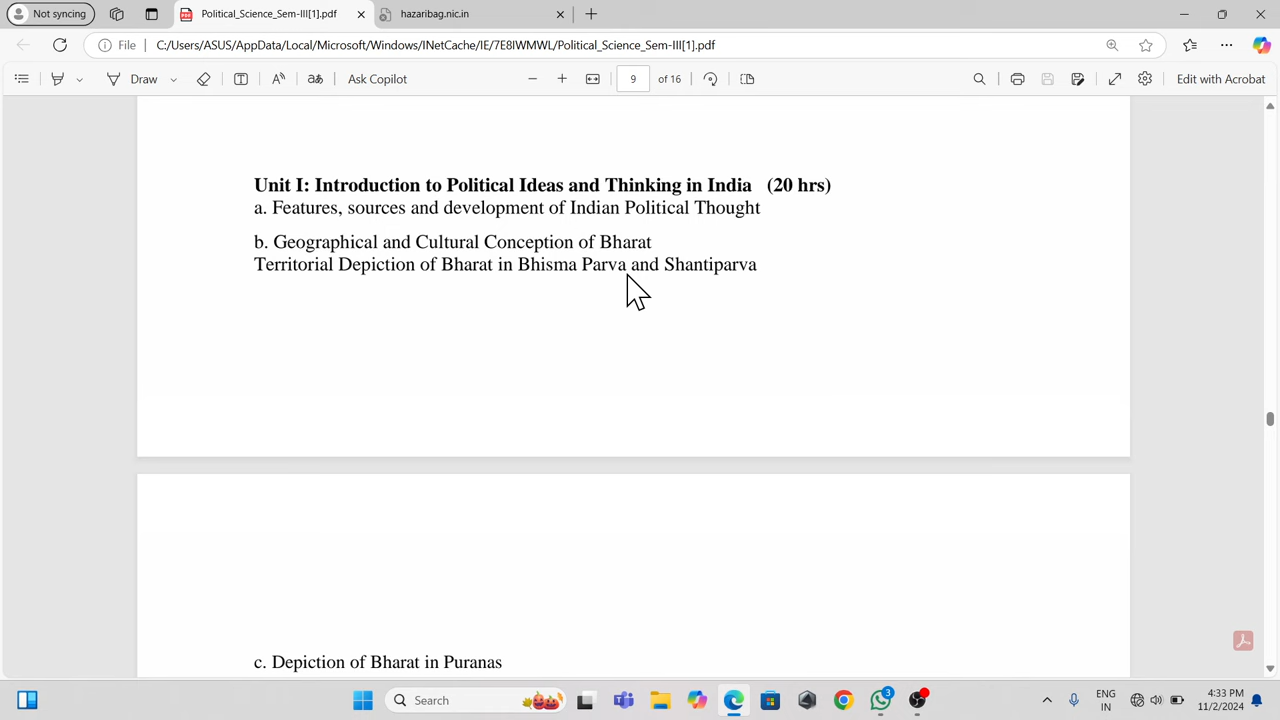 Not syncing
Political_Science_Sem-III[1].pdf
hazaribag.nic.in
File
C:/Users/ASUS/AppData/Local/Microsoft/Windows/INetCache/IE/7E8IWMWL/Political_Science_Sem-III[1].pdf
Draw
Ask Copilot
9 of 16
Edit with Acrobat
Unit I: Introduction to Political Ideas and Thinking in India (20 hrs)
a. Features, sources and development of Indian Political Thought
b. Geographical and Cultural Conception of Bharat
Territorial Depiction of Bharat in Bhisma Parva and Shantiparva
c. Depiction of Bharat in Puranas
Search
3
ENG
IN
4:33 PM
11/2/2024